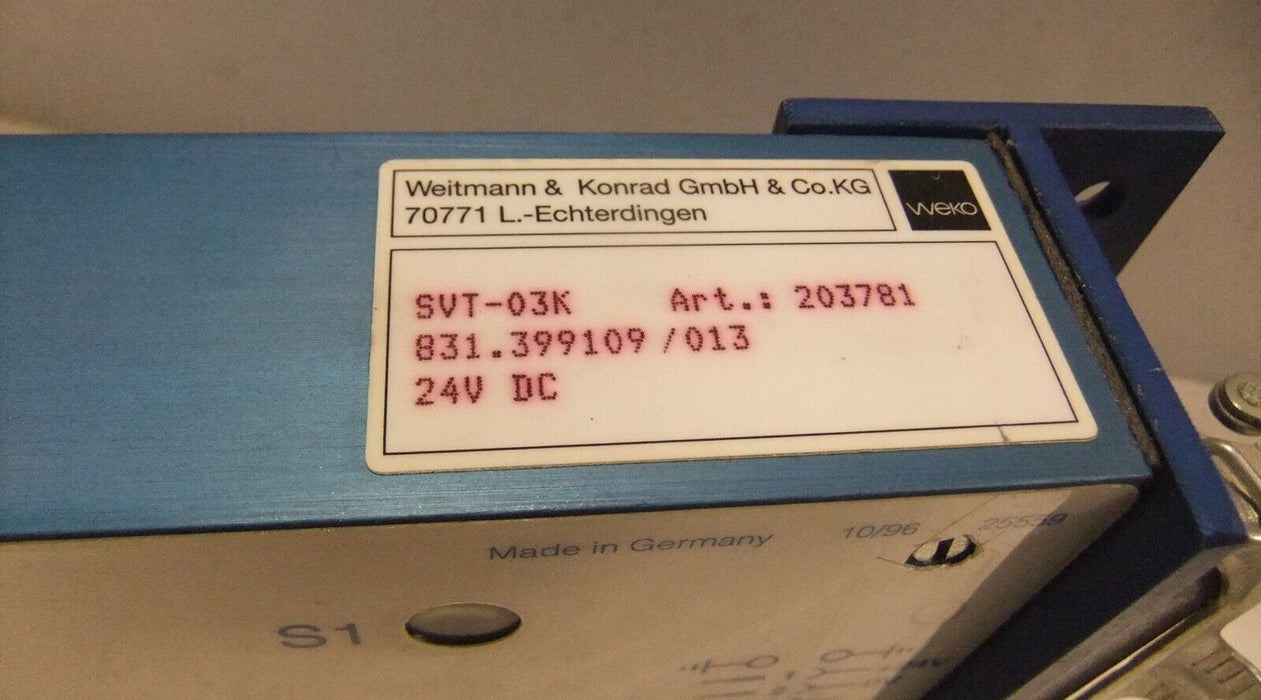 Weitmann & Konrad GmbH & Co.KG
70771 L.-Echterdingen
weko
SVT-03K Art.: 203781
831.399109/013
24V DC
Made in Germany 10/96 25539
S1